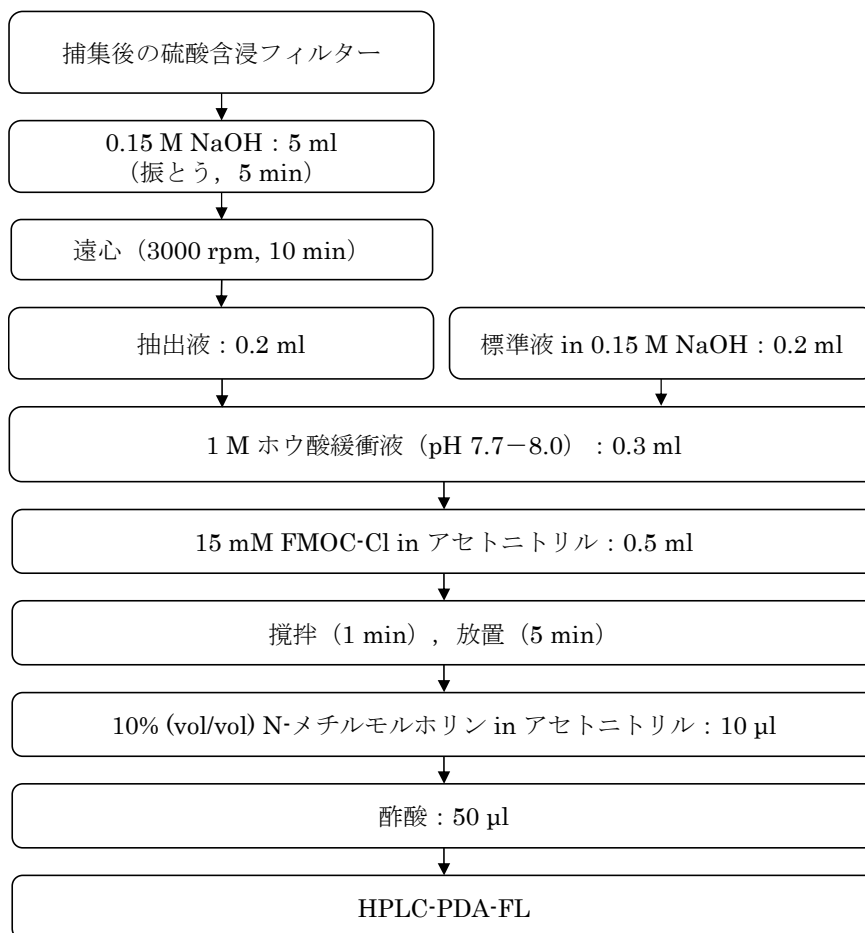 捕集後の硫酸含浸フィルター
0.15 M NaOH：5 ml
（振とう，5 min）
遠心（3000 rpm, 10 min）
抽出液：0.2 ml
標準液 in 0.15 M NaOH：0.2 ml
1 M ホウ酸緩衝液（pH 7.7－8.0）：0.3 ml
15 mM FMOC-Cl in アセトニトリル：0.5 ml
撹拌（1 min），放置（5 min）
10% (vol/vol) N-メチルモルホリン in アセトニトリル：10 µl
酢酸：50 µl
HPLC-PDA-FL